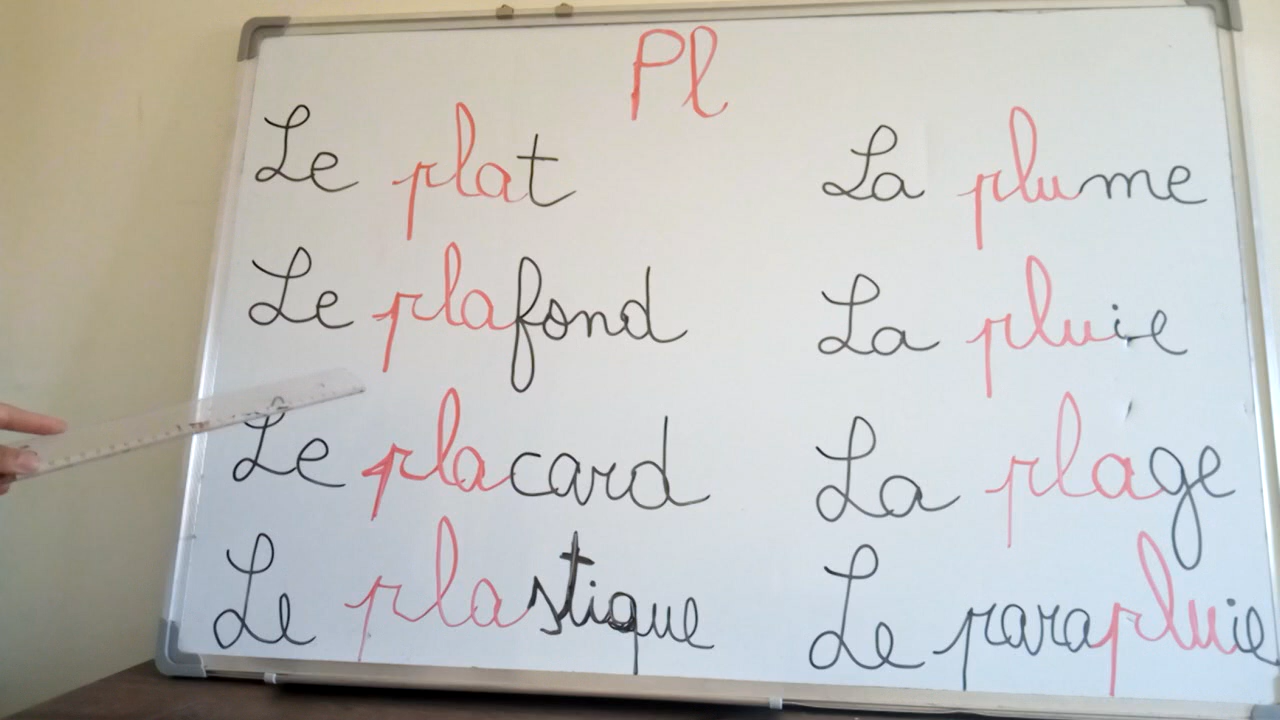 Pl
Le plat
Le plafond
Le placard
Le plastique
La plume
La pluie
La plage
Le parapluie